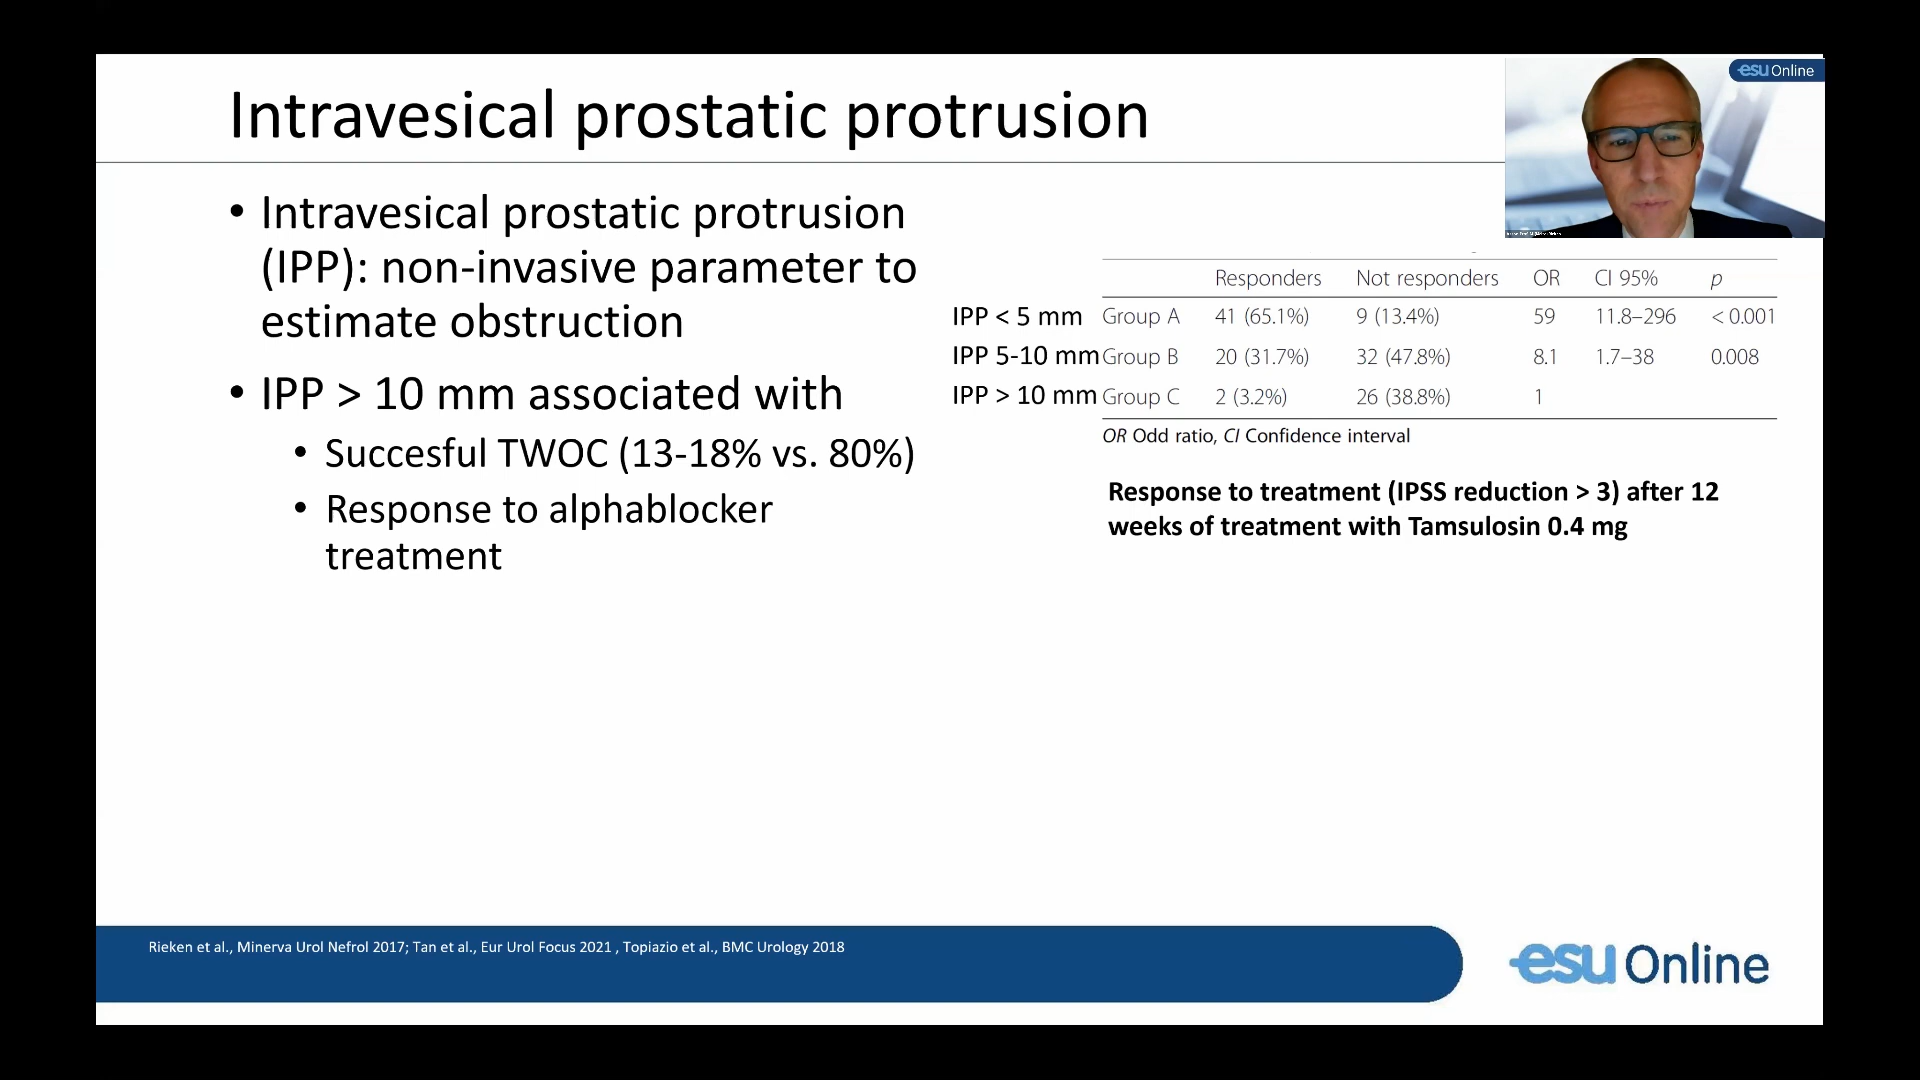 Intravesical prostatic protrusion
esu Online
• Intravesical prostatic protrusion
(IPP): non-invasive parameter to
estimate obstruction
• IPP > 10 mm associated with
• Succesful TWOC (13-18% vs. 80%)
• Response to alphablocker
treatment
Responders Not responders OR CI 95% p
IPP < 5 mm Group A 41 (65.1%) 9 (13.4%) 59 11.8–296 < 0.001
IPP 5-10 mm Group B 20 (31.7%) 32 (47.8%) 8.1 1.7–38 0.008
IPP > 10 mm Group C 2 (3.2%) 26 (38.8%) 1
OR Odd ratio, CI Confidence interval
Response to treatment (IPSS reduction > 3) after 12
weeks of treatment with Tamsulosin 0.4 mg
Rieken et al., Minerva Urol Nefrol 2017; Tan et al., Eur Urol Focus 2021 , Topiazio et al., BMC Urology 2018
esu Online